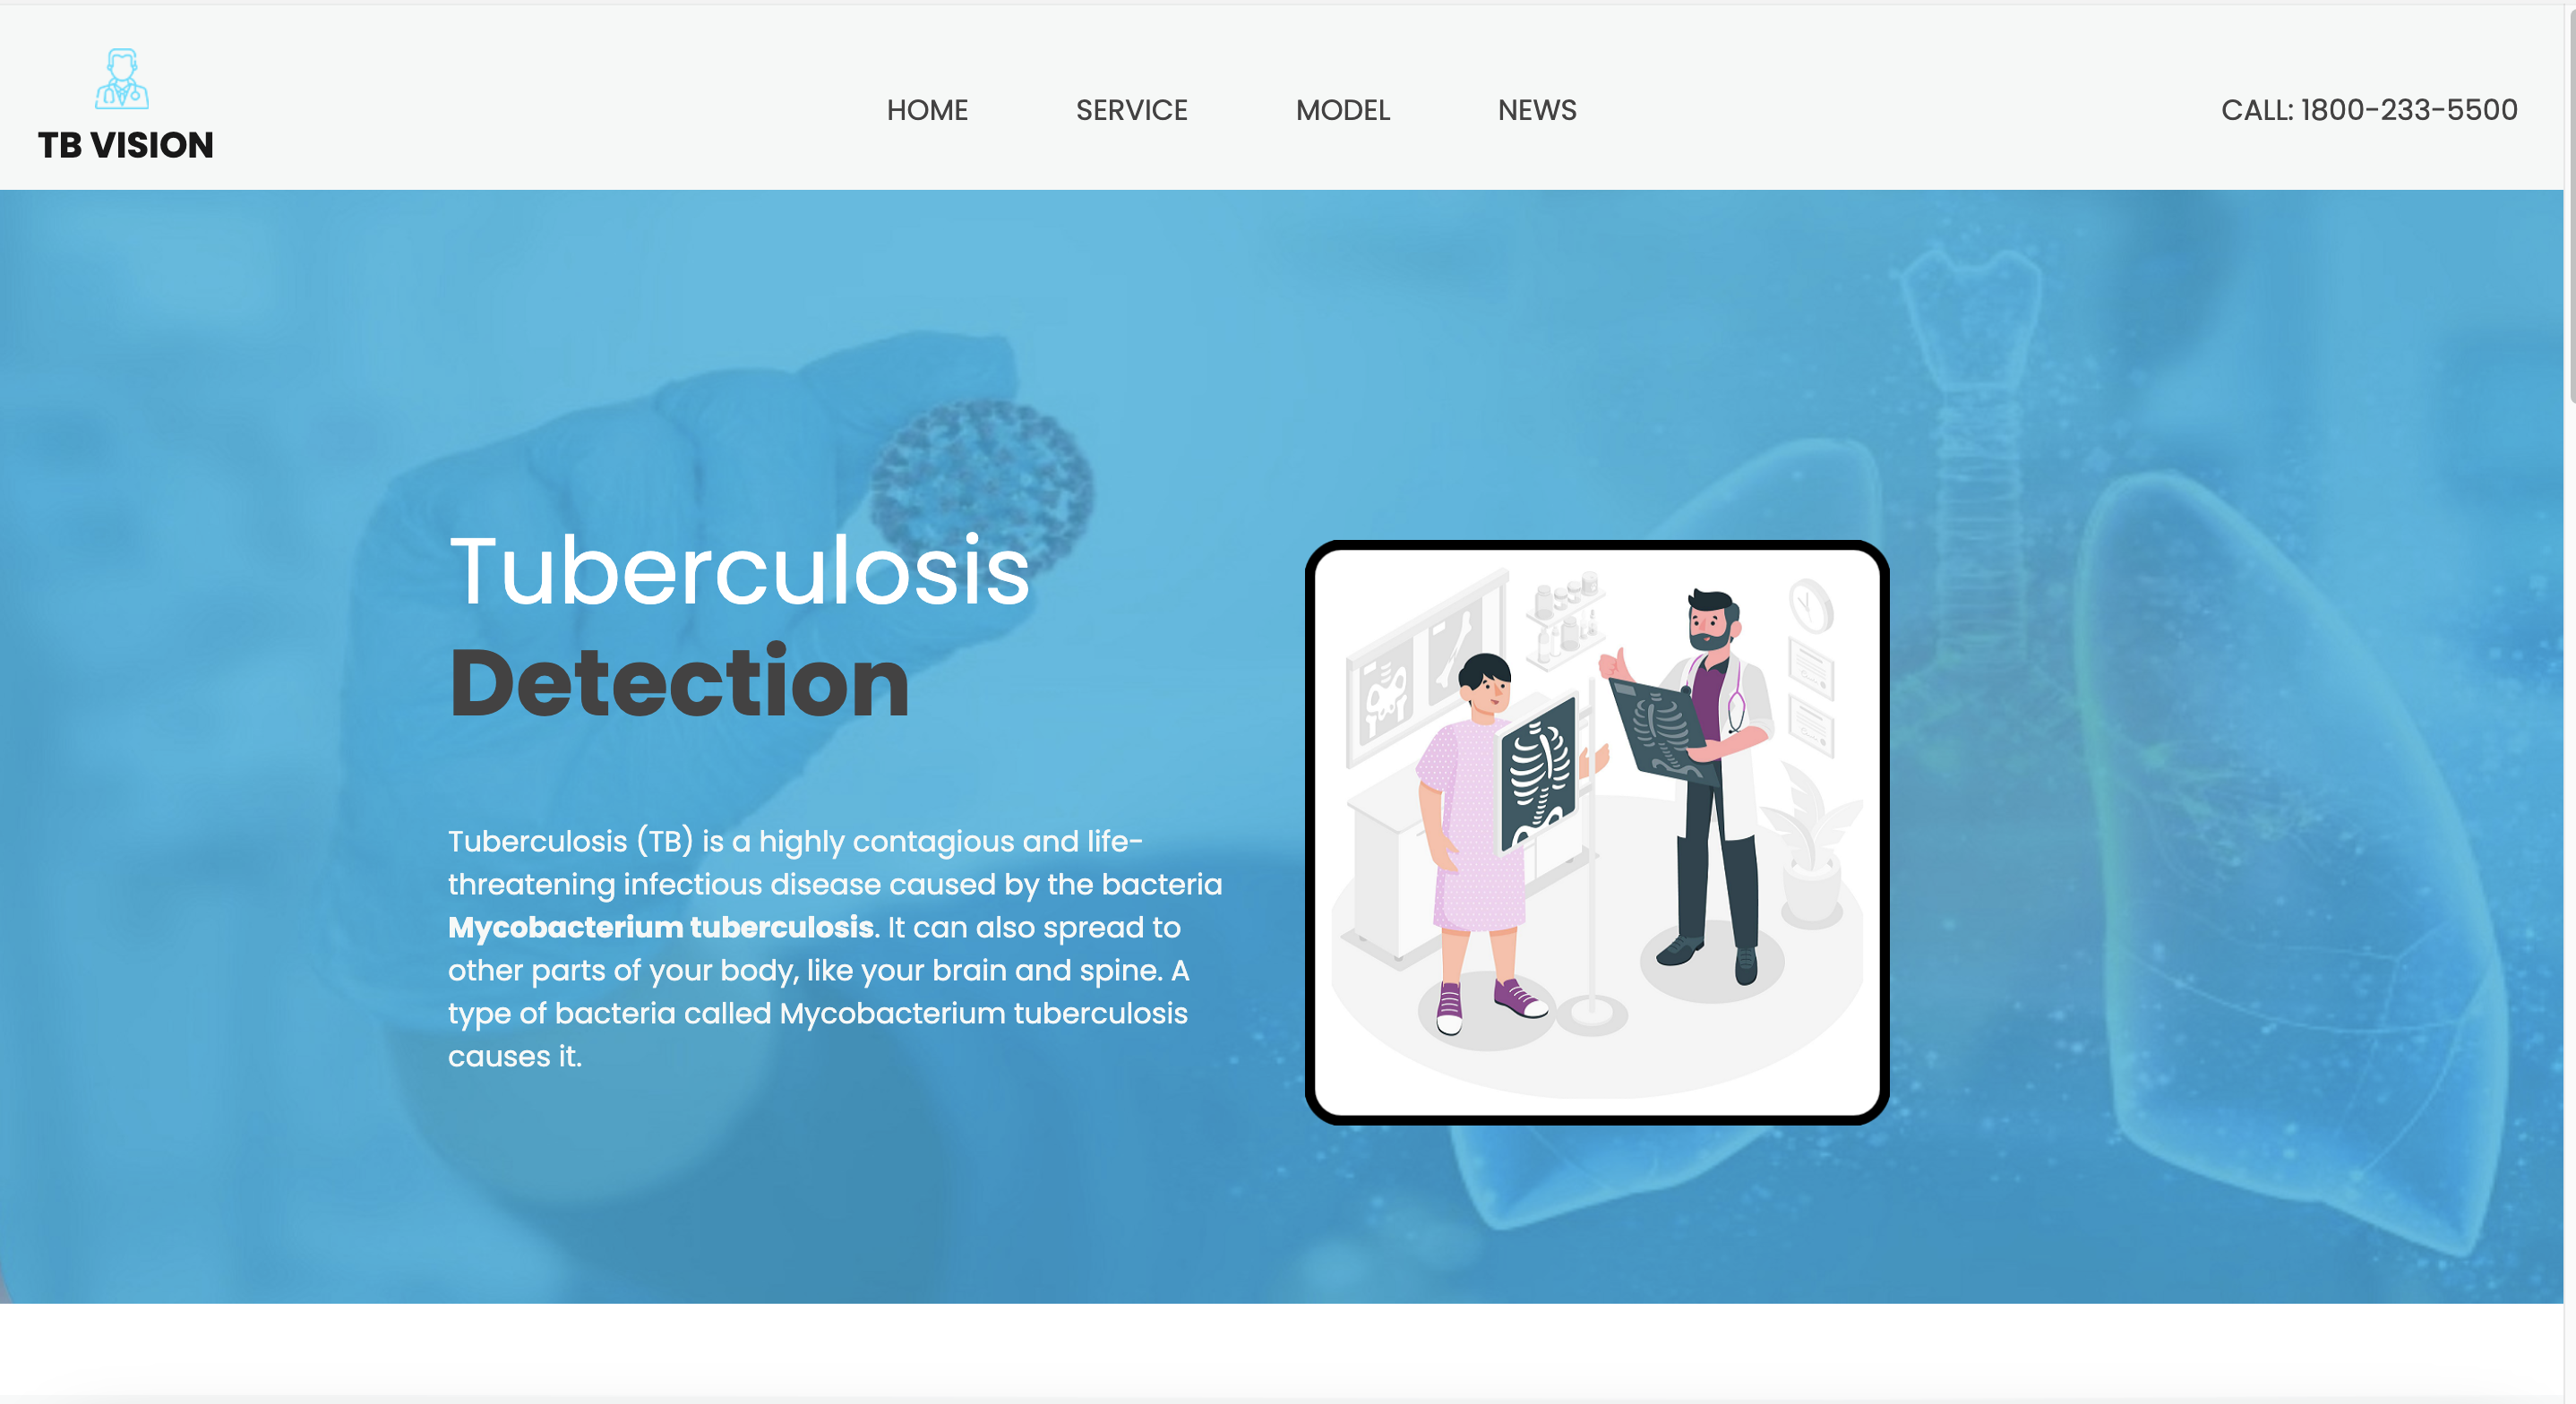 TB VISION
HOME
SERVICE
MODEL
NEWS
CALL: 1800-233-5500
Tuberculosis
Detection
Tuberculosis (TB) is a highly contagious and life-
threatening infectious disease caused by the bacteria
Mycobacterium tuberculosis. It can also spread to
other parts of your body, like your brain and spine. A
type of bacteria called Mycobacterium tuberculosis
causes it.